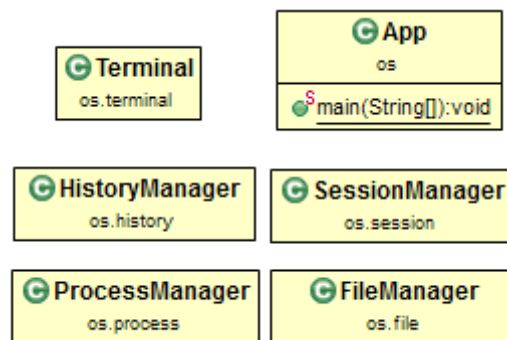 Terminal
os.terminal
App
os
main(String[]):void
HistoryManager
os.history
SessionManager
os.session
ProcessManager
os.process
FileManager
os.file